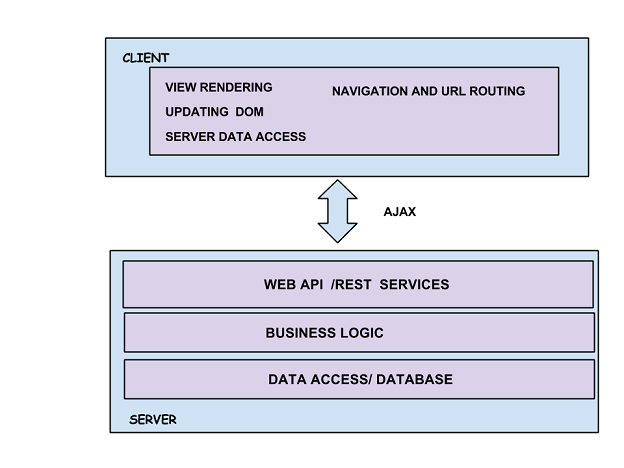 CLIENT
VIEW RENDERING
NAVIGATION AND URL ROUTING
UPDATING DOM
SERVER DATA ACCESS
AJAX
WEB API /REST SERVICES
BUSINESS LOGIC
DATA ACCESS/ DATABASE
SERVER